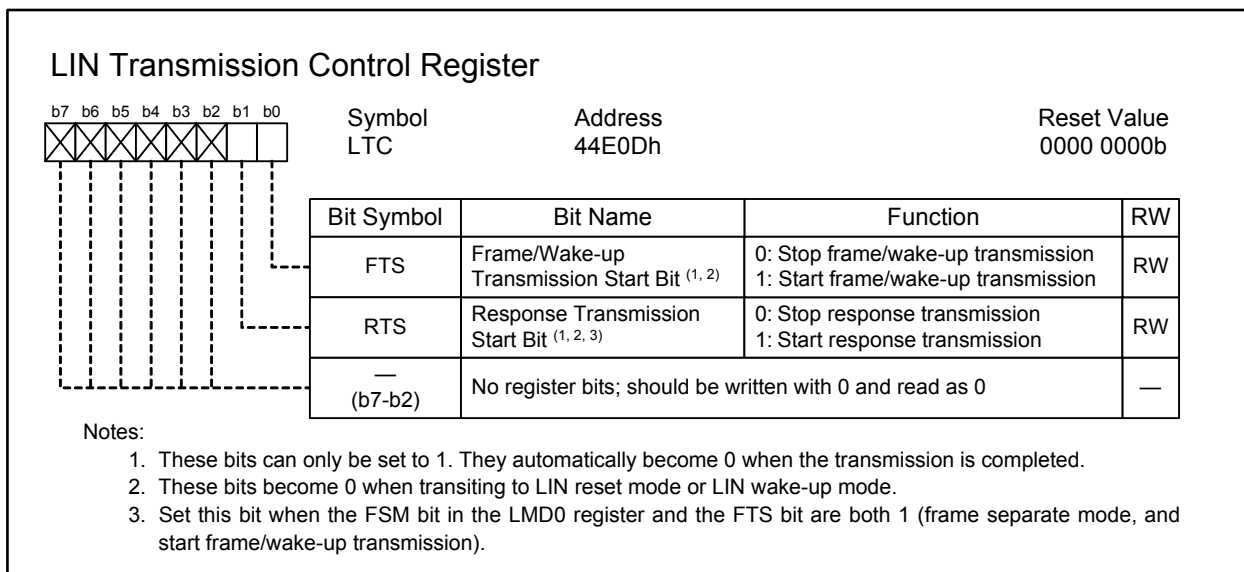 LIN Transmission Control Register
b7 b6 b5 b4 b3 b2 b1 b0
Symbol Address Reset Value
LTC 44E0Dh 0000 0000b
Bit Symbol Bit Name Function RW
FTS
Frame/Wake-up
Transmission Start Bit (1, 2)
0: Stop frame/wake-up transmission
1: Start frame/wake-up transmission
RW
RTS
Response Transmission
Start Bit (1, 2, 3)
0: Stop response transmission
1: Start response transmission
RW
—
(b7-b2)
No register bits; should be written with 0 and read as 0
—
Notes:
1. These bits can only be set to 1. They automatically become 0 when the transmission is completed.
2. These bits become 0 when transiting to LIN reset mode or LIN wake-up mode.
3. Set this bit when the FSM bit in the LMD0 register and the FTS bit are both 1 (frame separate mode, and
start frame/wake-up transmission).